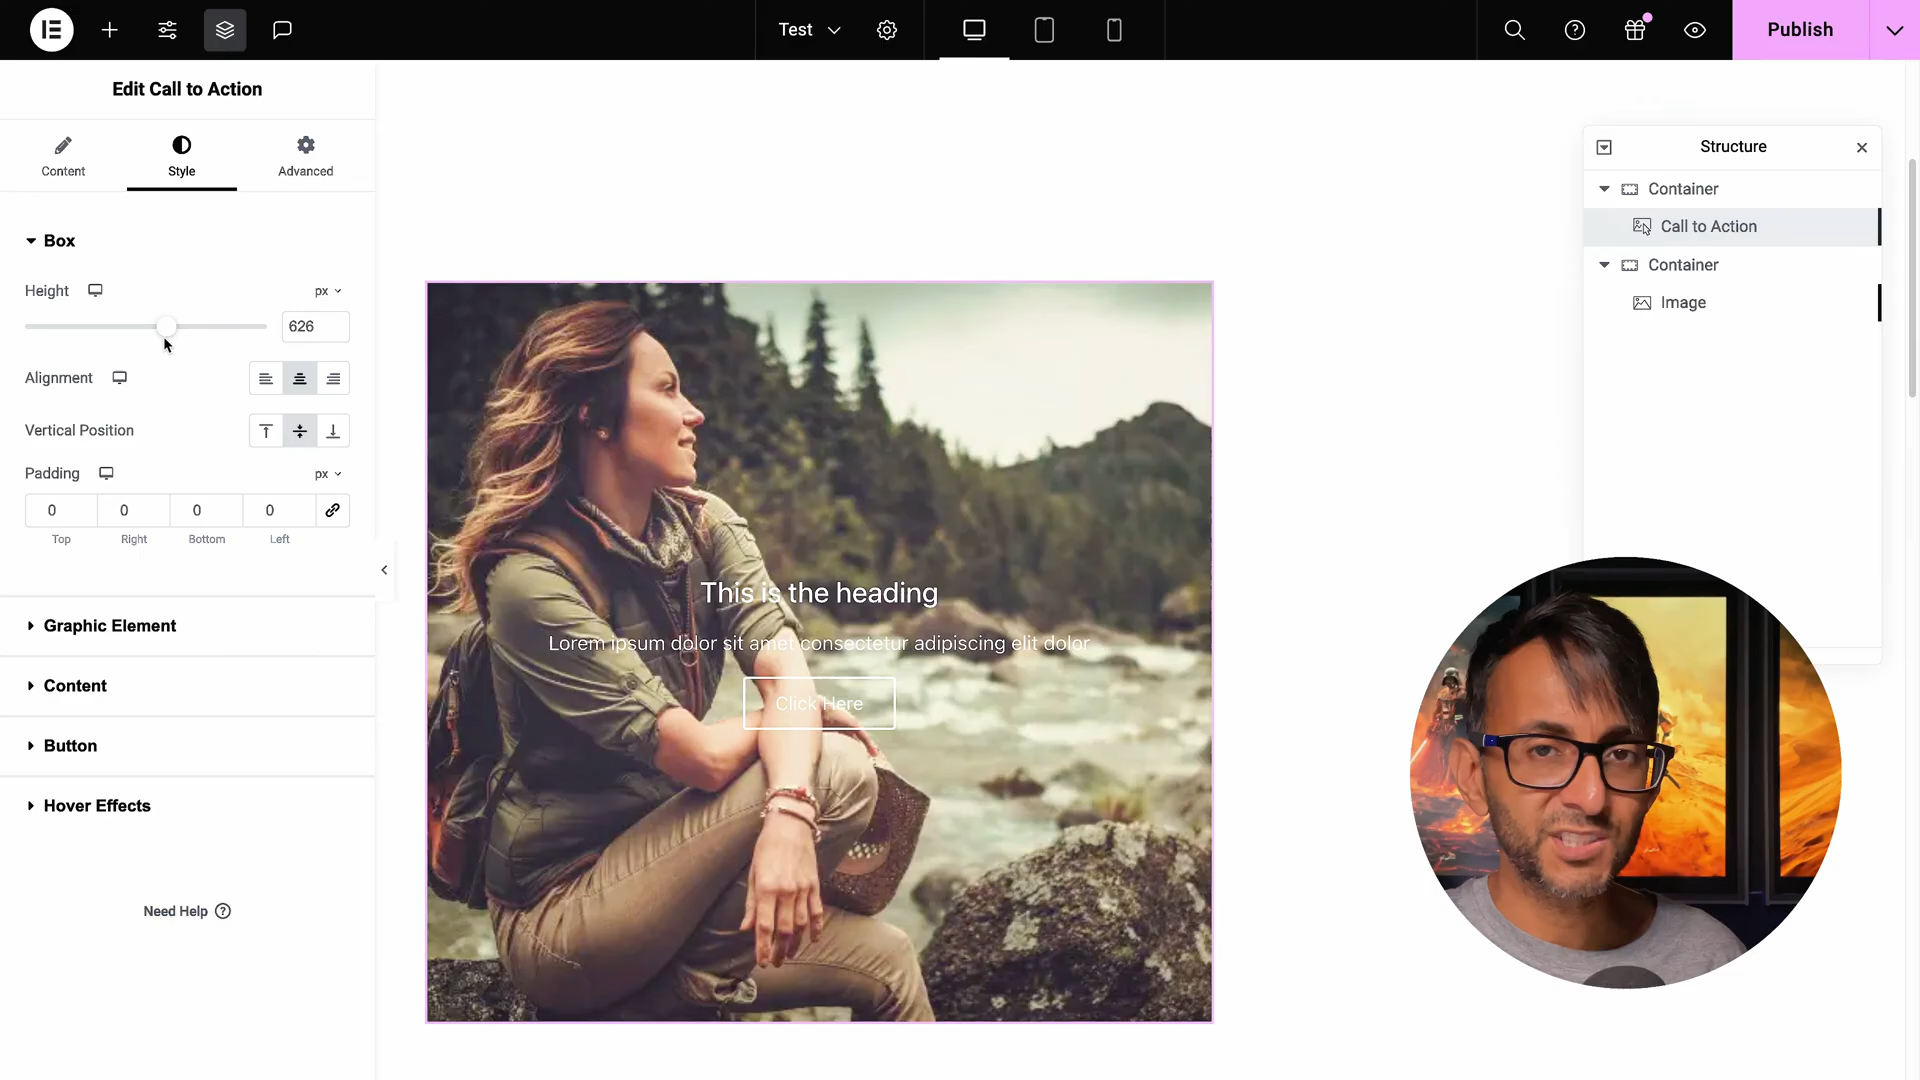 Test
Publish
Edit Call to Action
Content
Style
Advanced
Box
Height
px
626
Alignment
Vertical Position
Padding
px
0
0
0
0
Top
Right
Bottom
Left
Graphic Element
Content
Button
Hover Effects
Need Help
This is the heading
Lorem ipsum dolor sit amet consectetur adipiscing elit dolor
Click Here
Structure
Container
Call to Action
Container
Image